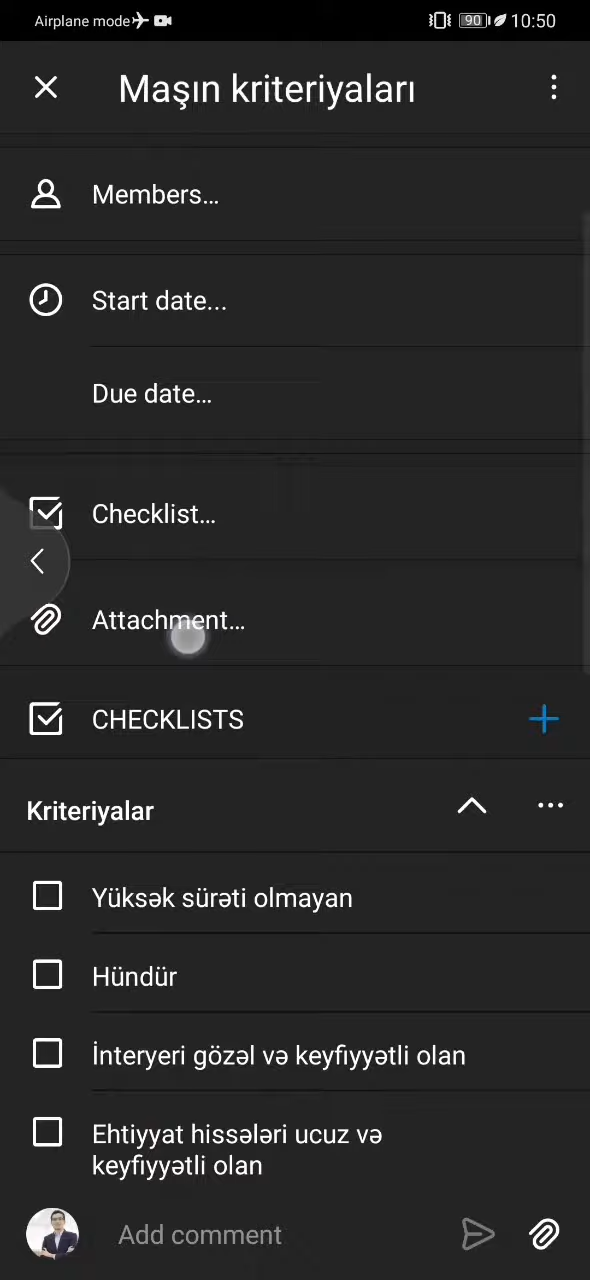 Airplane mode 90 10:50
Maşın kriteriyaları
Members...
Start date...
Due date...
Checklist...
Attachment...
CHECKLISTS
Kriteriyalar
Yüksək sürəti olmayan
Hündür
İnteryeri gözəl və keyfiyyətli olan
Ehtiyyat hissələri ucuz və
keyfiyyətli olan
Add comment